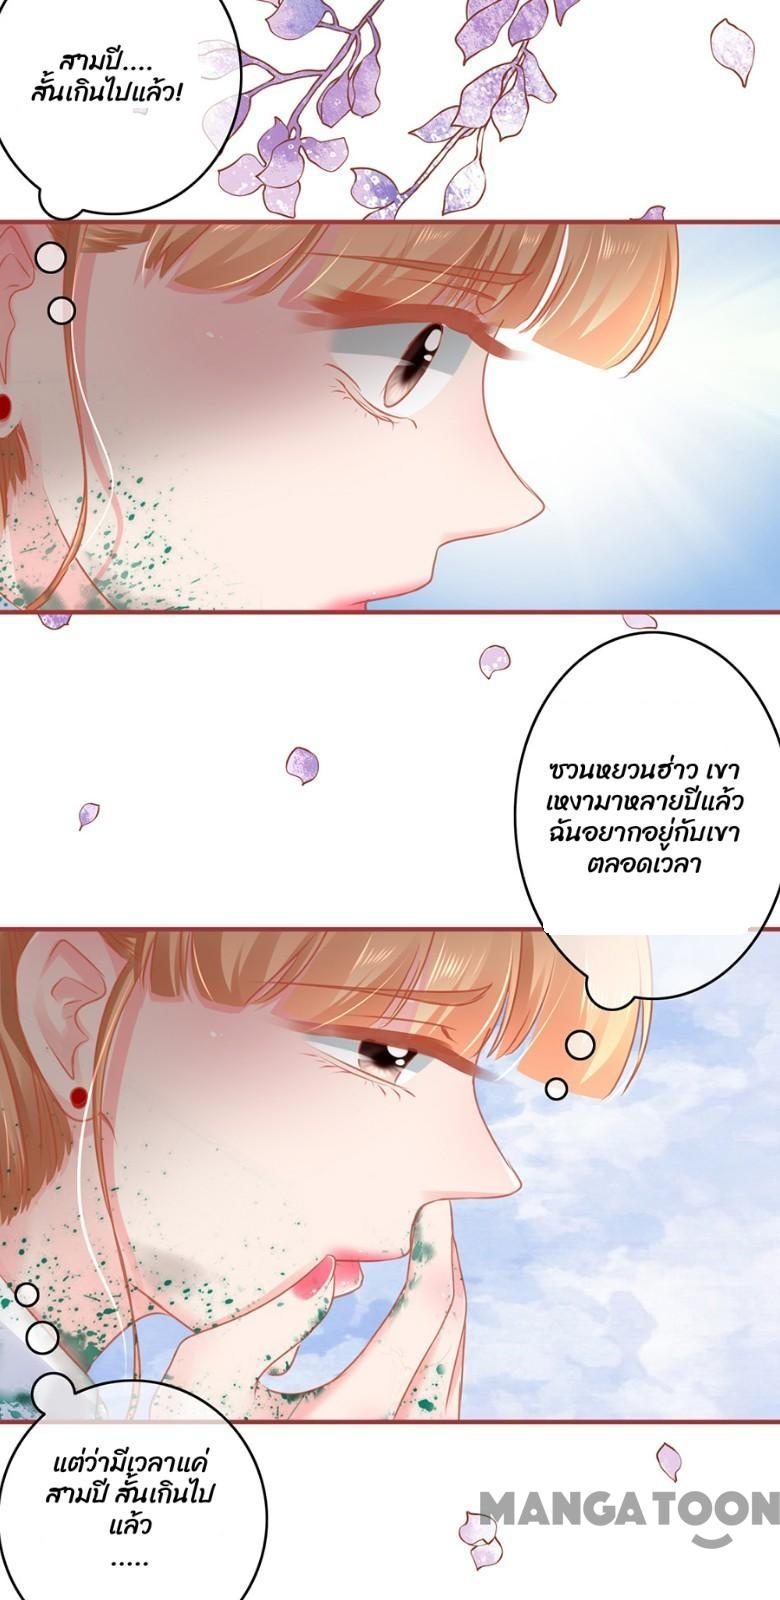 สามปี....
สั้นเกินไปแล้ว!
ซวนหยวนฮ่าว เขา
เหงามาหลายปีแล้ว
ฉันอยากอยู่กับเขา
ตลอดเวลา
แต่ว่ามีเวลาแค่
สามปี สั้นเกินไป
แล้ว
.....
MANGATOON